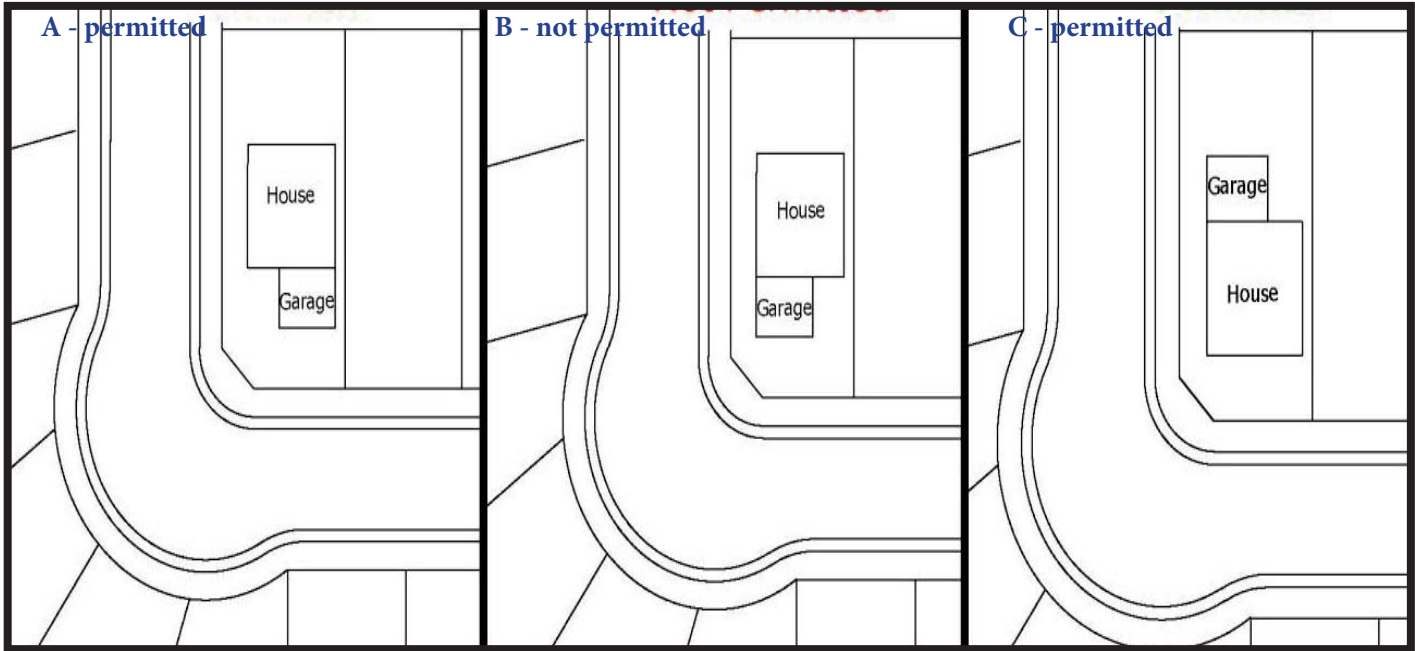 A - permitted
House
Garage
B - not permitted
House
Garage
C - permitted
Garage
House